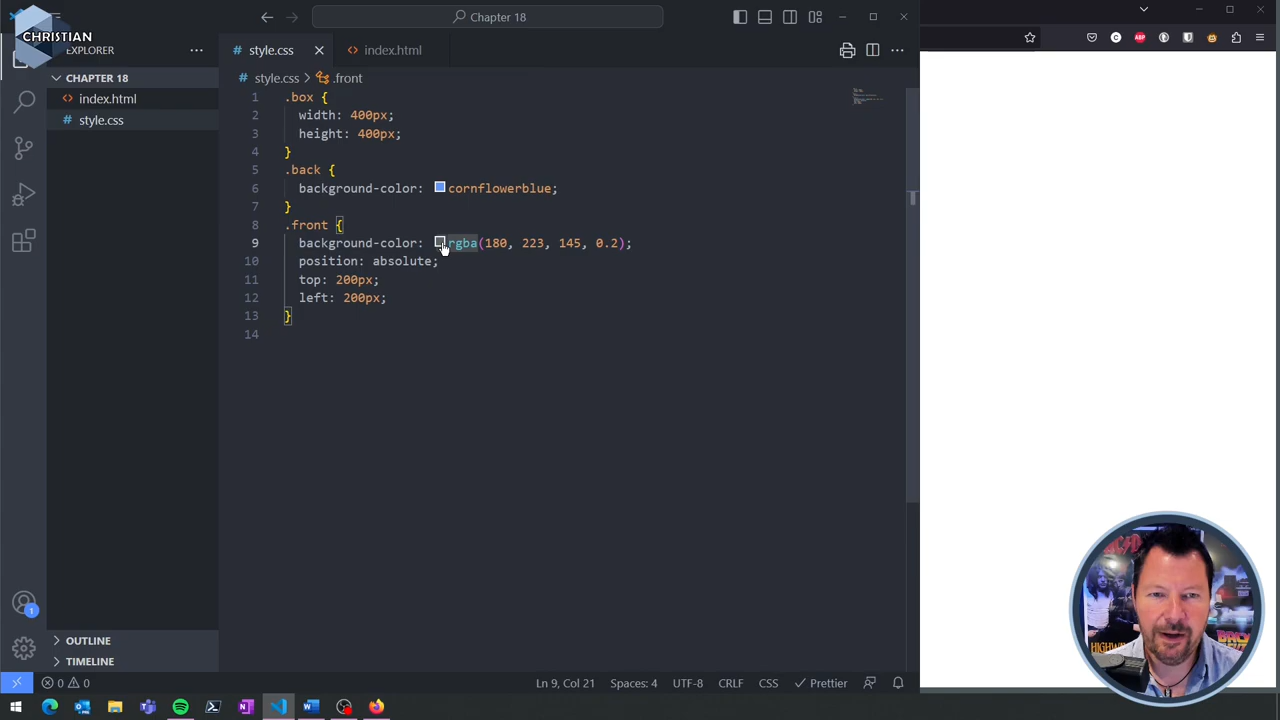 CHRISTIAN
Chapter 18
EXPLORER
style.css
index.html
CHAPTER 18
index.html
style.css
style.css
.front
1 .box {
2 width: 400px;
3 height: 400px;
4 }
5 .back {
6 background-color: cornflowerblue;
7 }
8 .front {
9 background-color: rgba(180, 223, 145, 0.2);
10 position: absolute;
11 top: 200px;
12 left: 200px;
13 }
14
ABP
OUTLINE
TIMELINE
1
0 0
Ln 9, Col 21
Spaces: 4
UTF-8
CRLF
CSS
Prettier